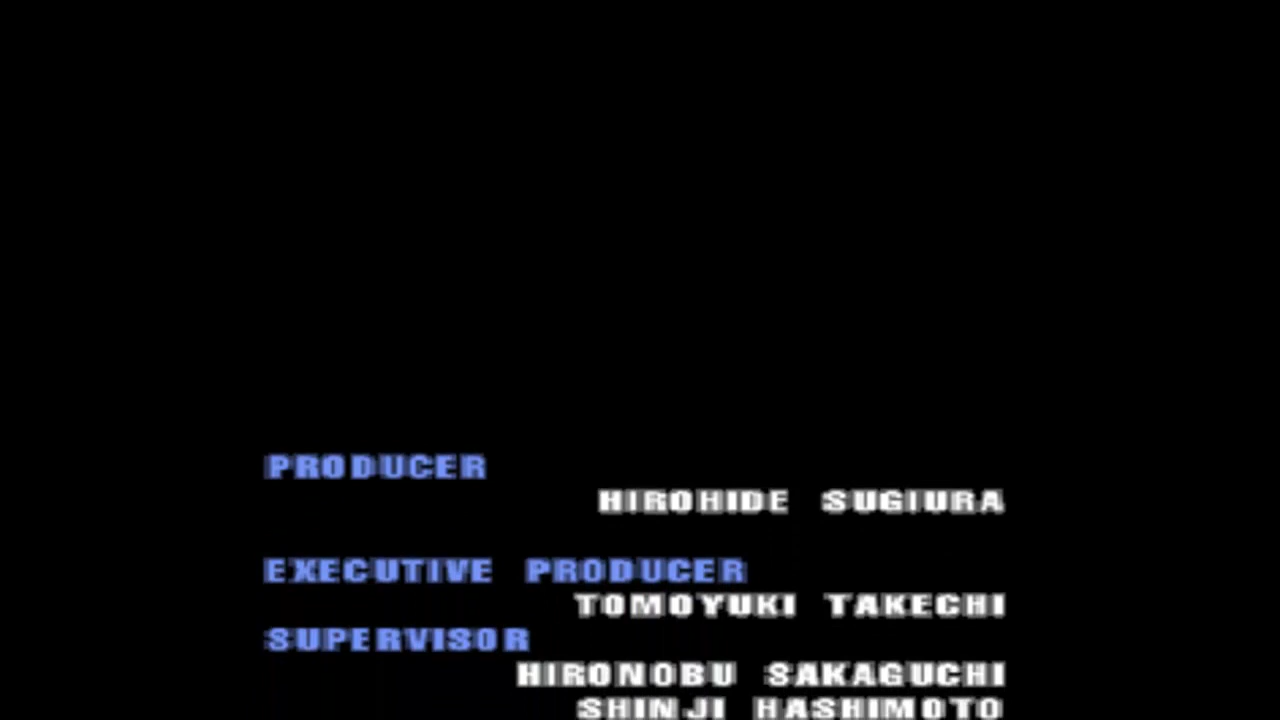 PRODUCER
HIROHIDE SUGIURA
EXECUTIVE PRODUCER
TOMOYUKI TAKECHI
SUPERVISOR
HIRONOBU SAKAGUCHI
SHINJI HASHIMOTO